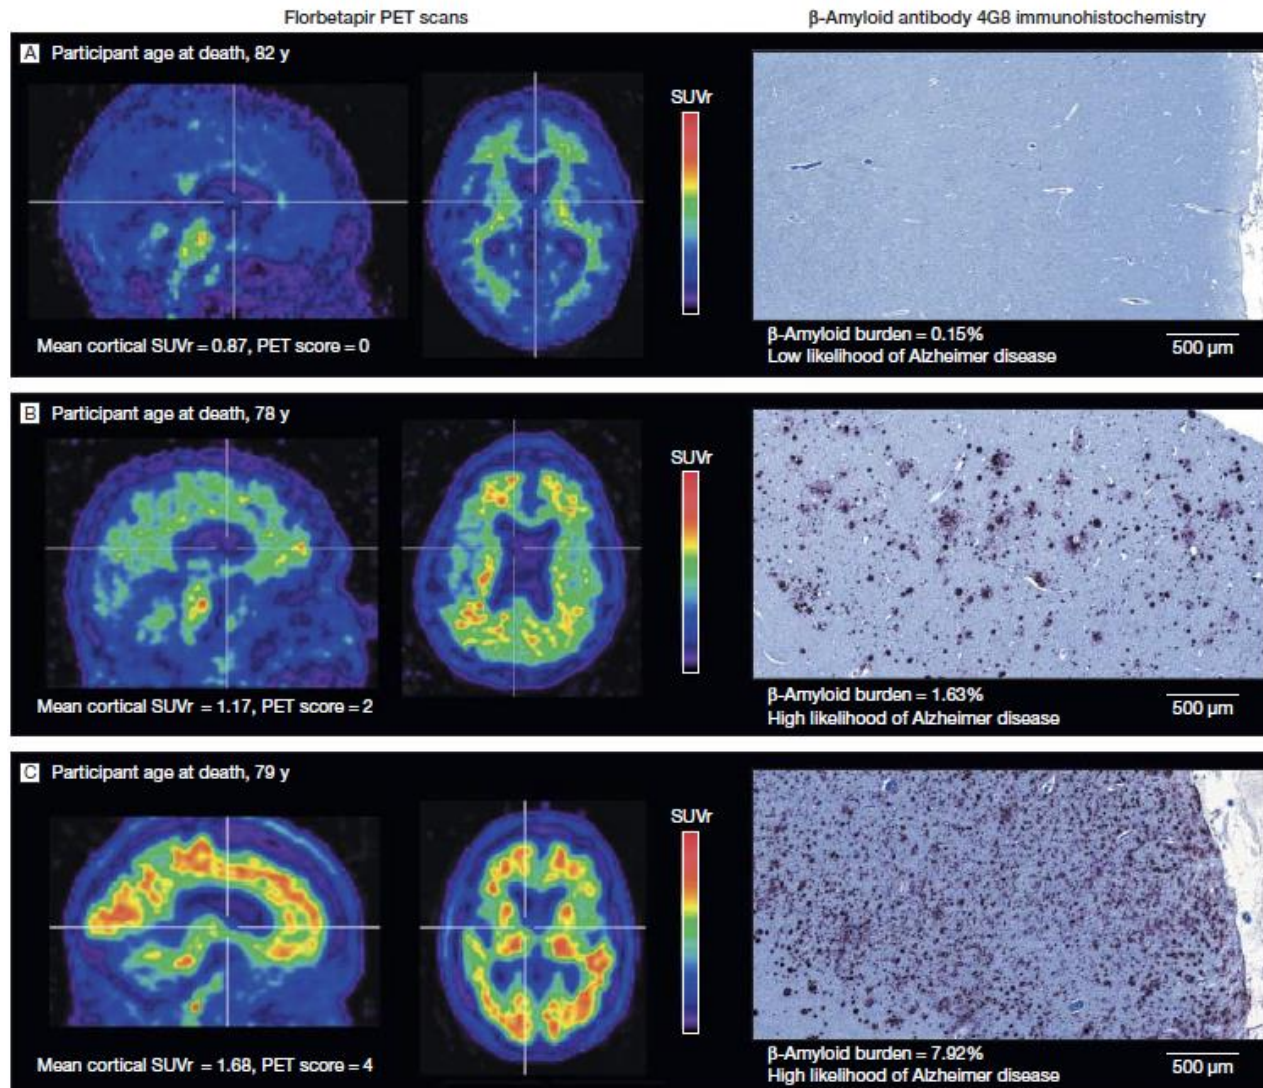 Florbetapir PET scans
β-Amyloid antibody 4G8 immunohistochemistry
A Participant age at death, 82 y
SUVr
Mean cortical SUVr = 0.87, PET score = 0
β-Amyloid burden = 0.15%
Low likelihood of Alzheimer disease
500 μm
B Participant age at death, 78 y
SUVr
Mean cortical SUVr = 1.17, PET score = 2
β-Amyloid burden = 1.63%
High likelihood of Alzheimer disease
500 μm
C Participant age at death, 79 y
SUVr
Mean cortical SUVr = 1.68, PET score = 4
β-Amyloid burden = 7.92%
High likelihood of Alzheimer disease
500 μm